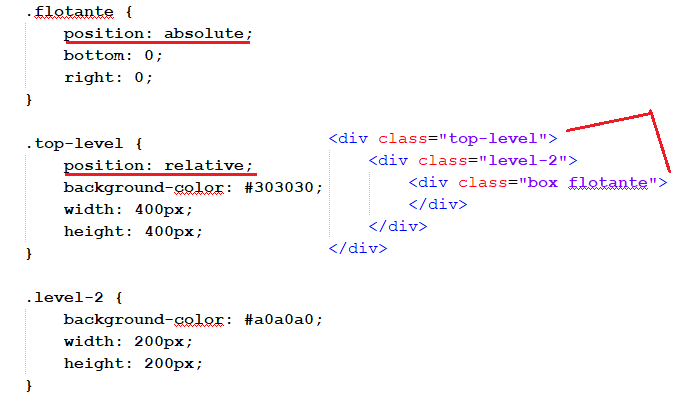 .flotante {
position: absolute;
bottom: 0;
right: 0;
}
.top-level {
position: relative;
background-color: #303030;
width: 400px;
height: 400px;
}
.level-2 {
background-color: #a0a0a0;
width: 200px;
height: 200px;
}
<div class="top-level">
<div class="level-2">
<div class="box flotante">
</div>
</div>
</div>